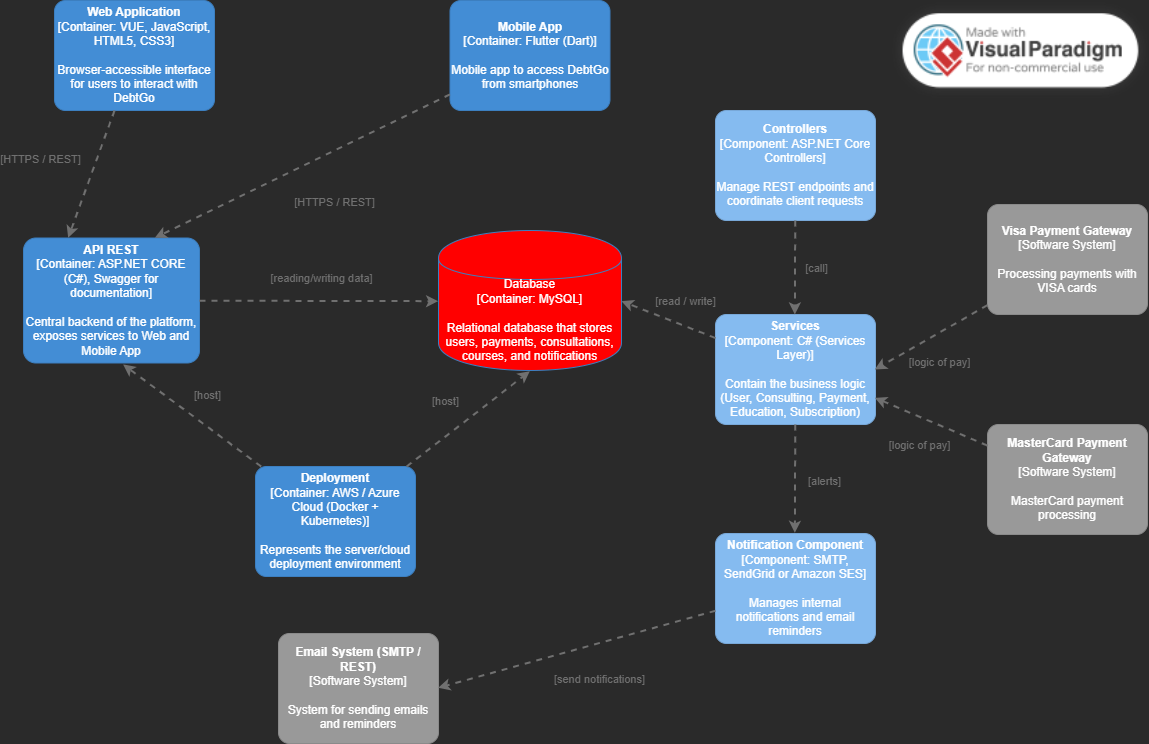 Web Application
[Container: VUE, JavaScript,
HTML5, CSS3]
Browser-accessible interface
for users to interact with
DebtGo
Mobile App
[Container: Flutter (Dart)]
Mobile app to access DebtGo
from smartphones
Made with
Visual Paradigm
For non-commercial use
Controllers
[Component: ASP.NET Core
Controllers]
Manage REST endpoints and
coordinate client requests
[HTTPS / REST]
[HTTPS / REST]
Visa Payment Gateway
[Software System]
Processing payments with
VISA cards
API REST
[Container: ASP.NET CORE
(C#), Swagger for
documentation]
Central backend of the platform,
exposes services to Web and
Mobile App
[reading/writing data]
Database
[Container: MySQL]
Relational database that stores
users, payments, consultations,
courses, and notifications
[call]
[read / write]
Services
[Component: C# (Services
Layer)]
Contain the business logic
(User, Consulting, Payment,
Education, Subscription)
[logic of pay]
[host]
[host]
[logic of pay]
MasterCard Payment
Gateway
[Software System]
MasterCard payment
processing
Deployment
[Container: AWS / Azure
Cloud (Docker +
Kubernetes)]
Represents the server/cloud
deployment environment
[alerts]
Notification Component
[Component: SMTP,
SendGrid or Amazon SES]
Manages internal
notifications and email
reminders
Email System (SMTP /
REST)
[Software System]
System for sending emails
and reminders
[send notifications]